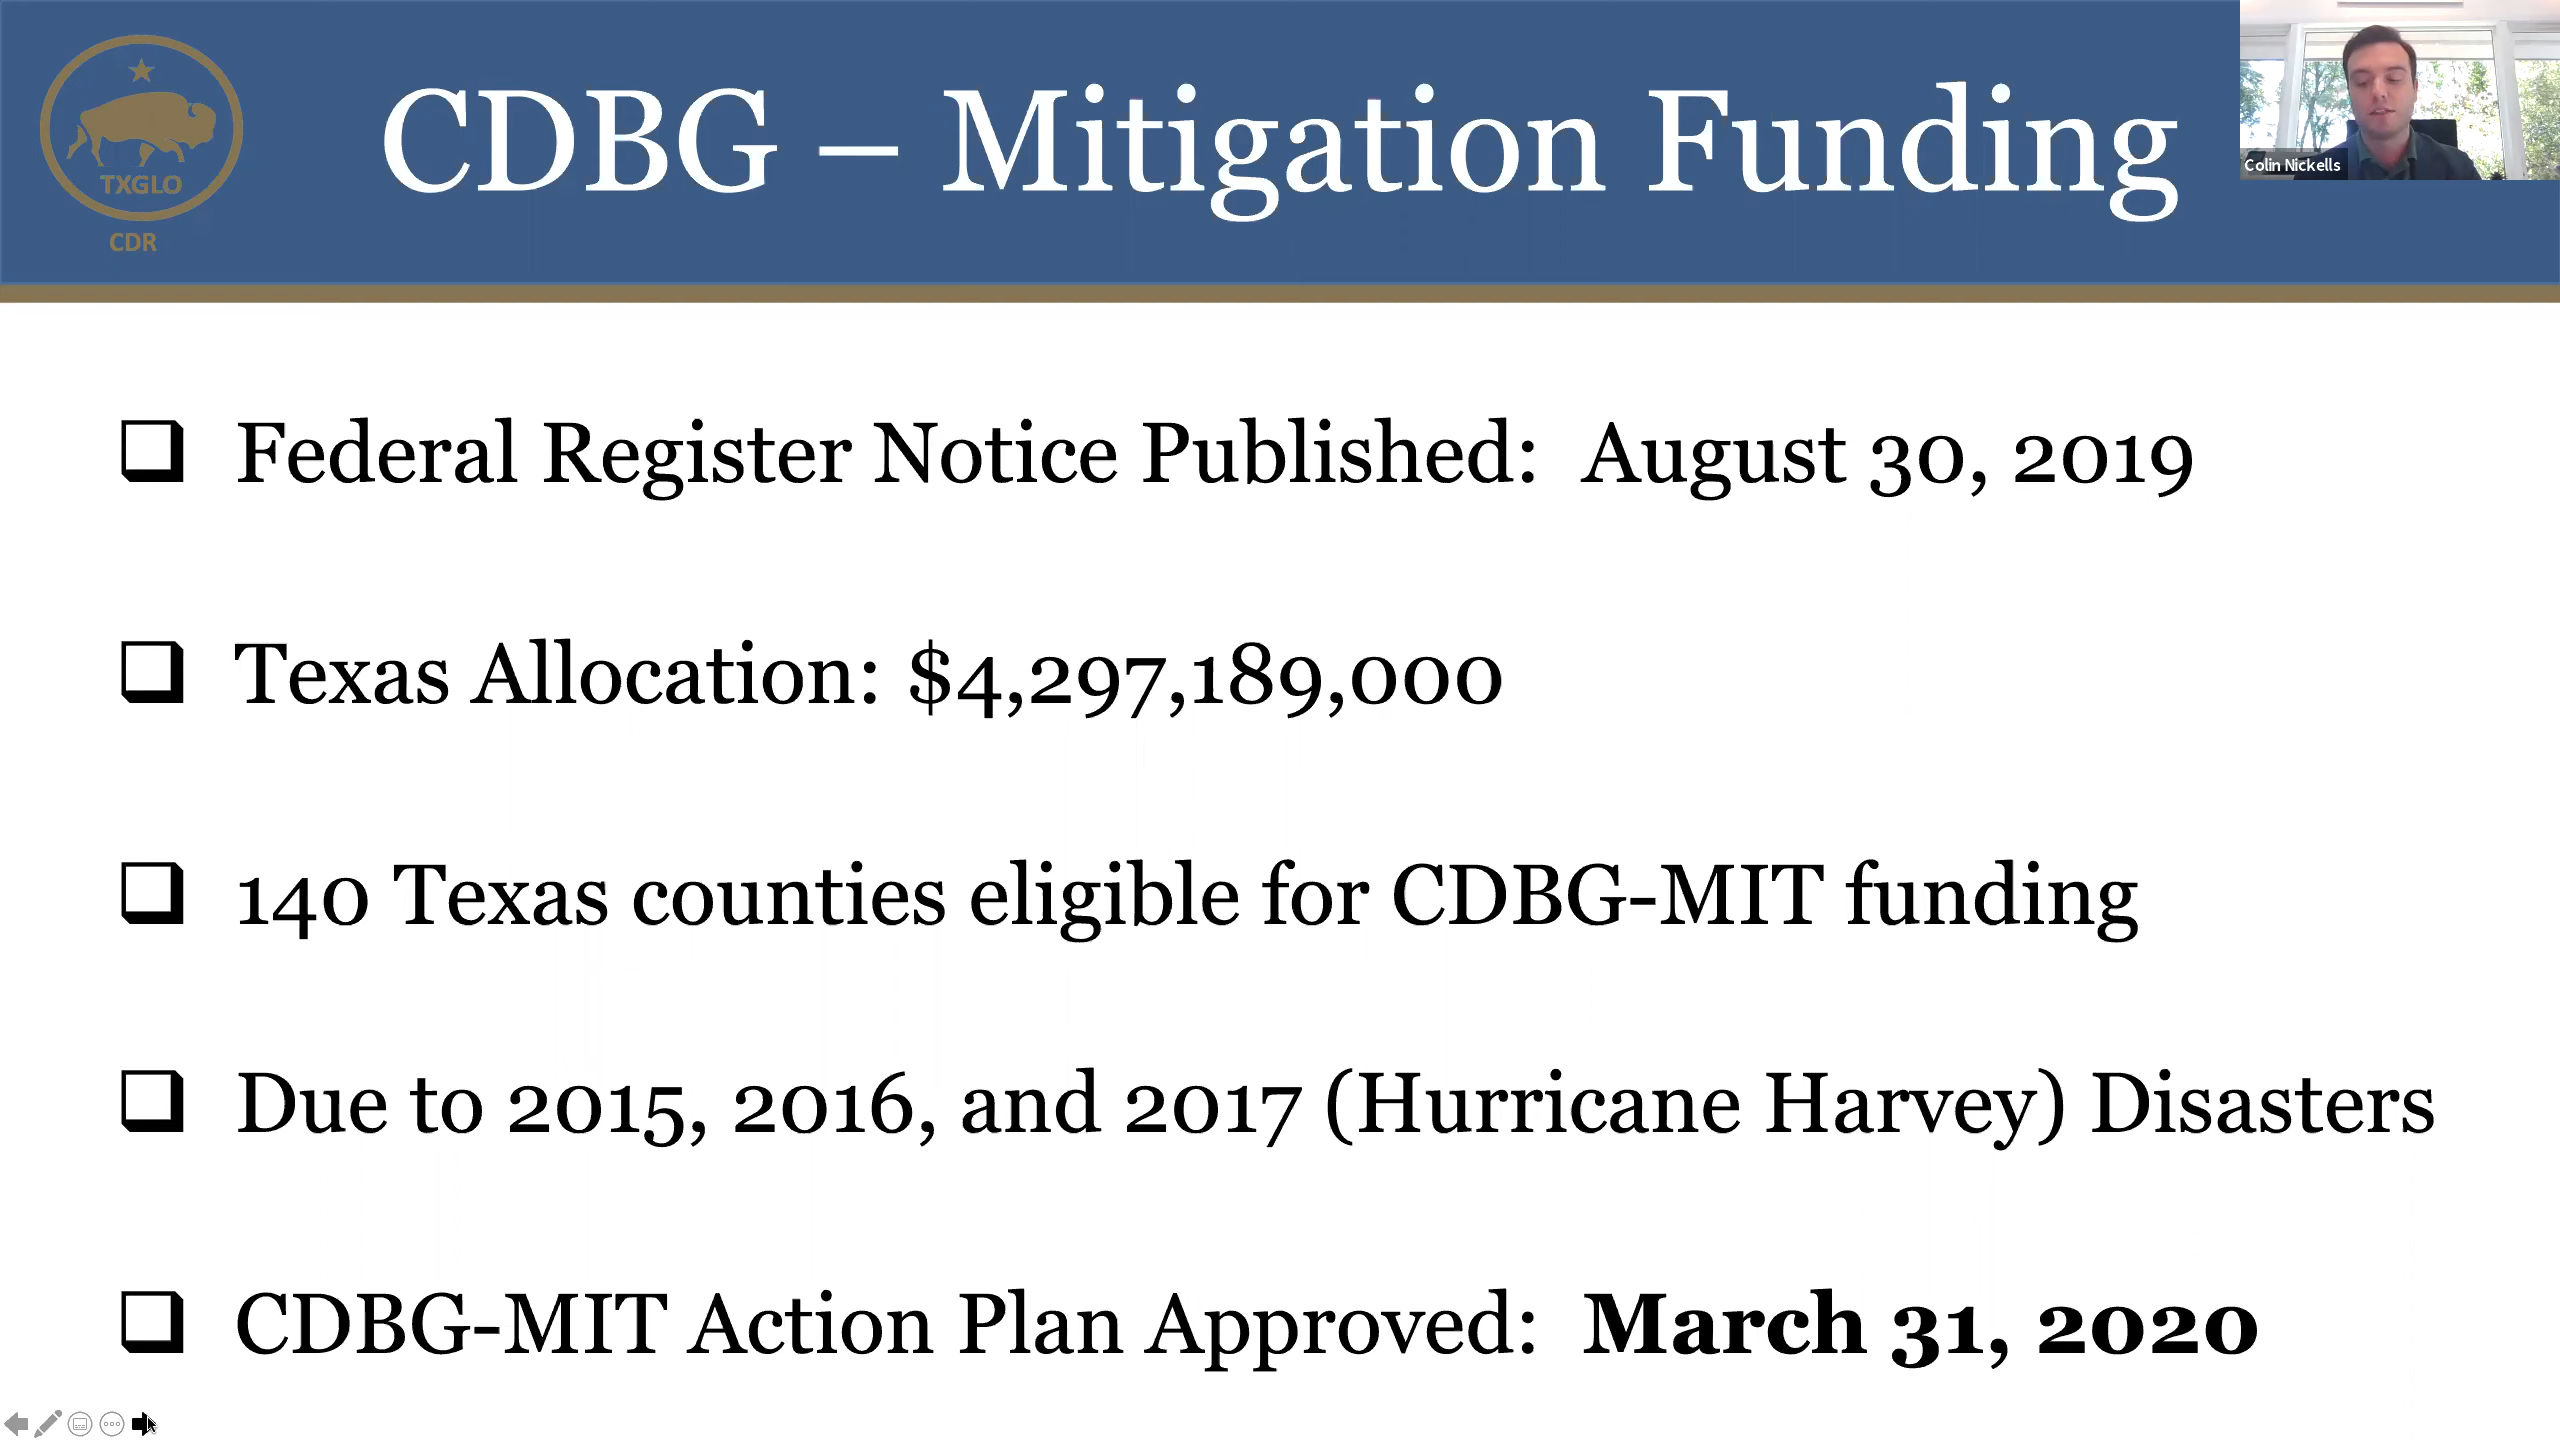 TXGLO
CDR
CDBG – Mitigation Funding
Colin Nickells
Federal Register Notice Published: August 30, 2019
Texas Allocation: $4,297,189,000
140 Texas counties eligible for CDBG-MIT funding
Due to 2015, 2016, and 2017 (Hurricane Harvey) Disasters
CDBG-MIT Action Plan Approved: March 31, 2020